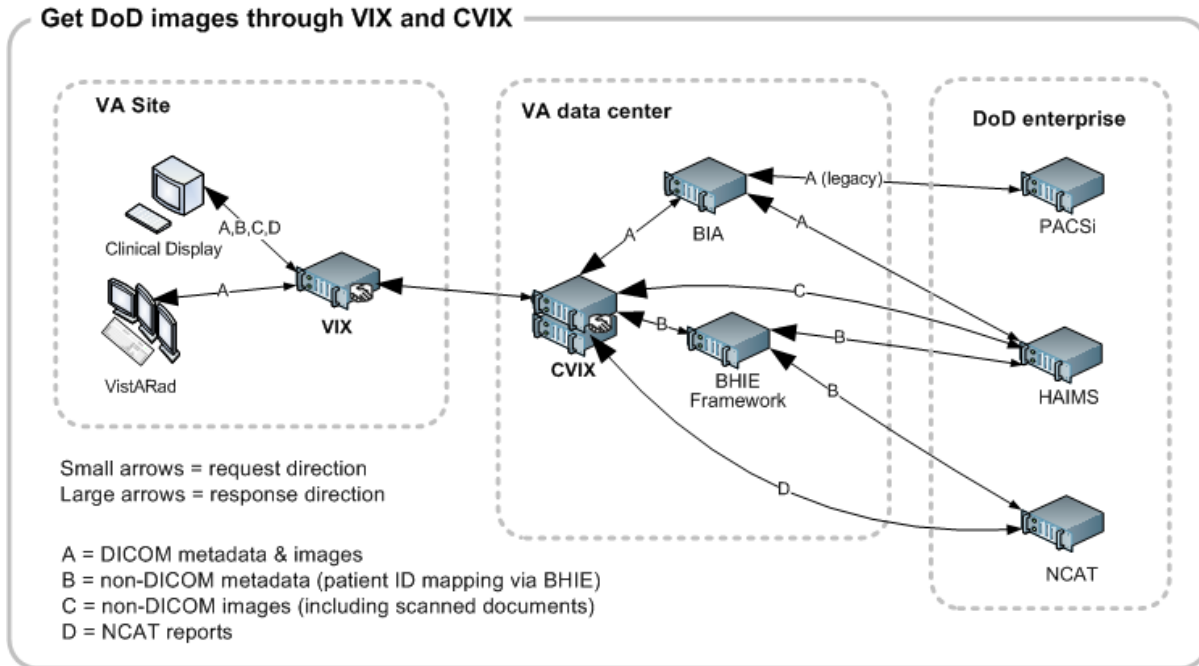 Get DoD images through VIX and CVIX
VA Site
VA data center
DoD enterprise
Clinical Display
A,B,C,D
A
VistARad
VIX
CVIX
A
BIA
A (legacy)
A
PACSi
C
B
BHIE
Framework
B
B
HAIMS
D
NCAT
Small arrows = request direction
Large arrows = response direction
A = DICOM metadata & images
B = non-DICOM metadata (patient ID mapping via BHIE)
C = non-DICOM images (including scanned documents)
D = NCAT reports